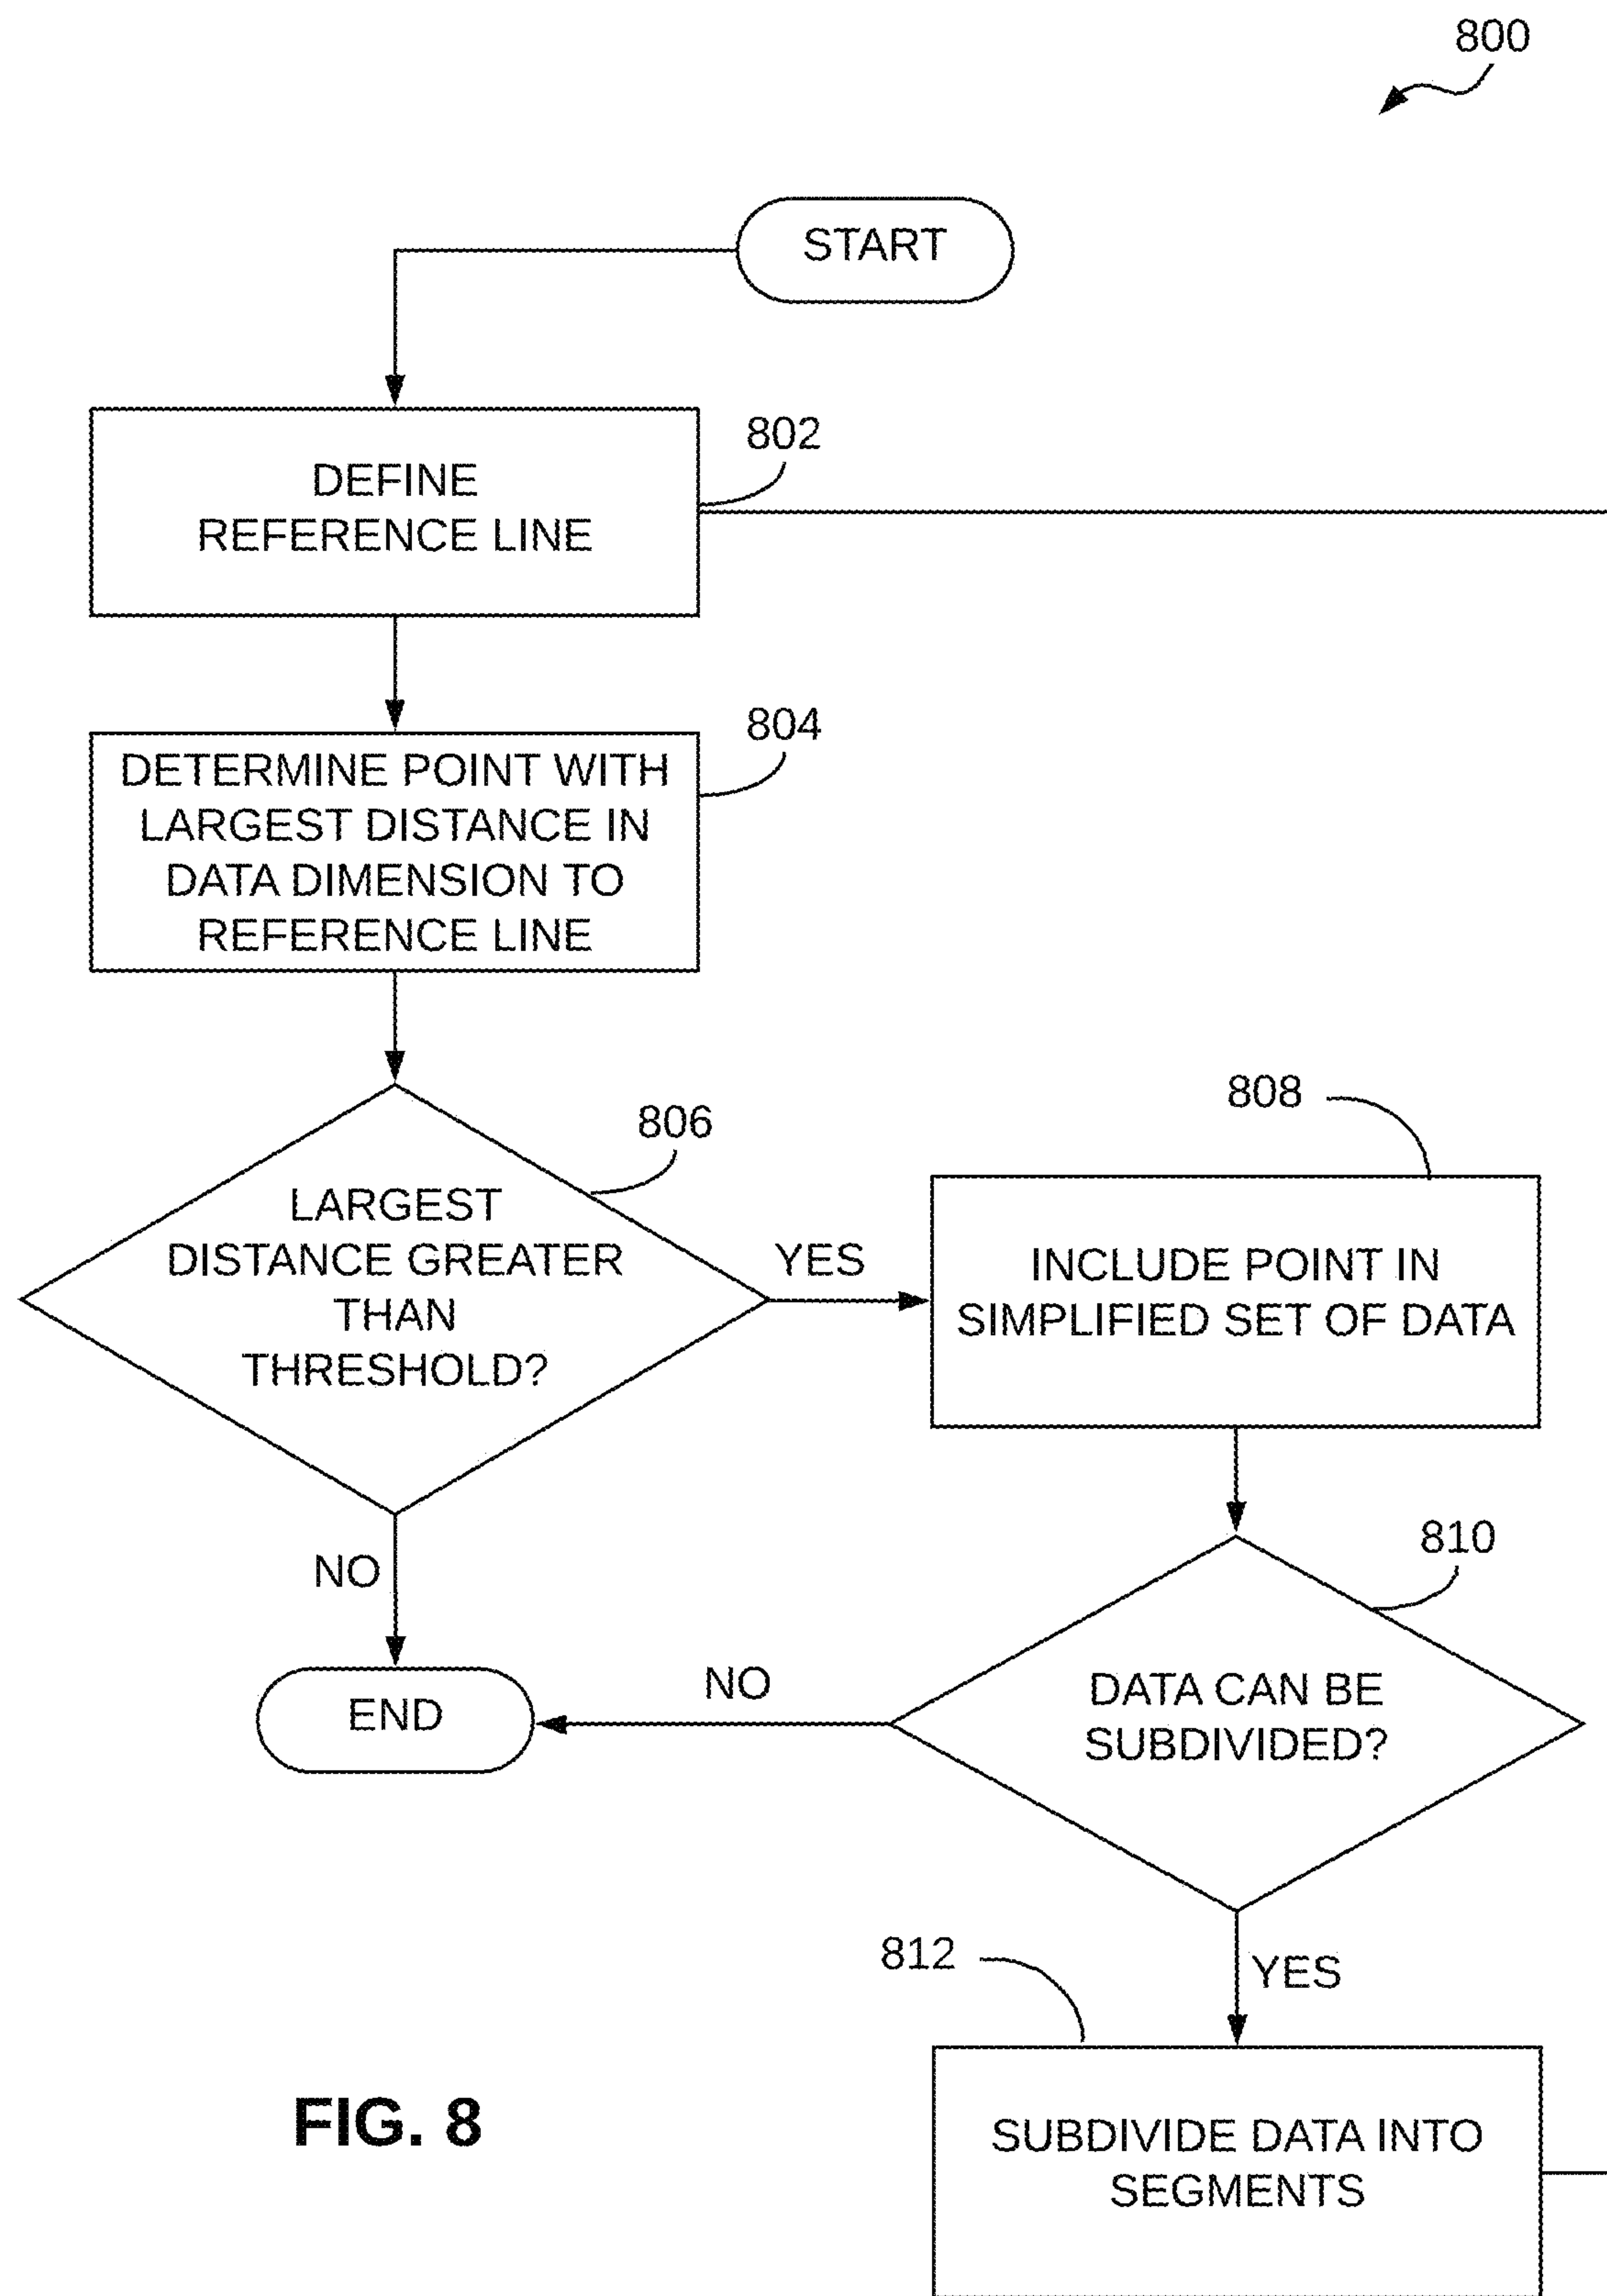 800
START
802
DEFINE
REFERENCE LINE
804
DETERMINE POINT WITH
LARGEST DISTANCE IN
DATA DIMENSION TO
REFERENCE LINE
806
LARGEST
DISTANCE GREATER
THAN
THRESHOLD?
YES
808
INCLUDE POINT IN
SIMPLIFIED SET OF DATA
NO
810
DATA CAN BE
SUBDIVIDED?
NO
END
YES
812
SUBDIVIDE DATA INTO
SEGMENTS
FIG. 8